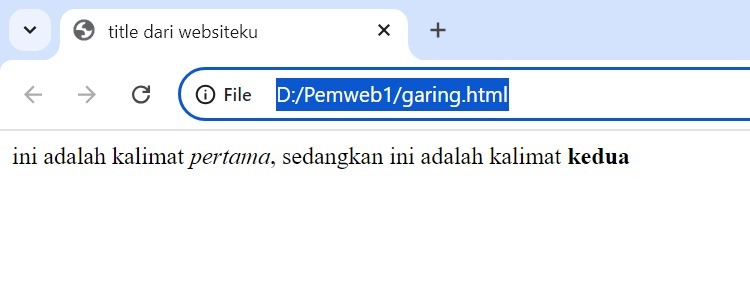 title dari websiteku
File D:/Pemweb1/garing.html
ini adalah kalimat pertama, sedangkan ini adalah kalimat kedua